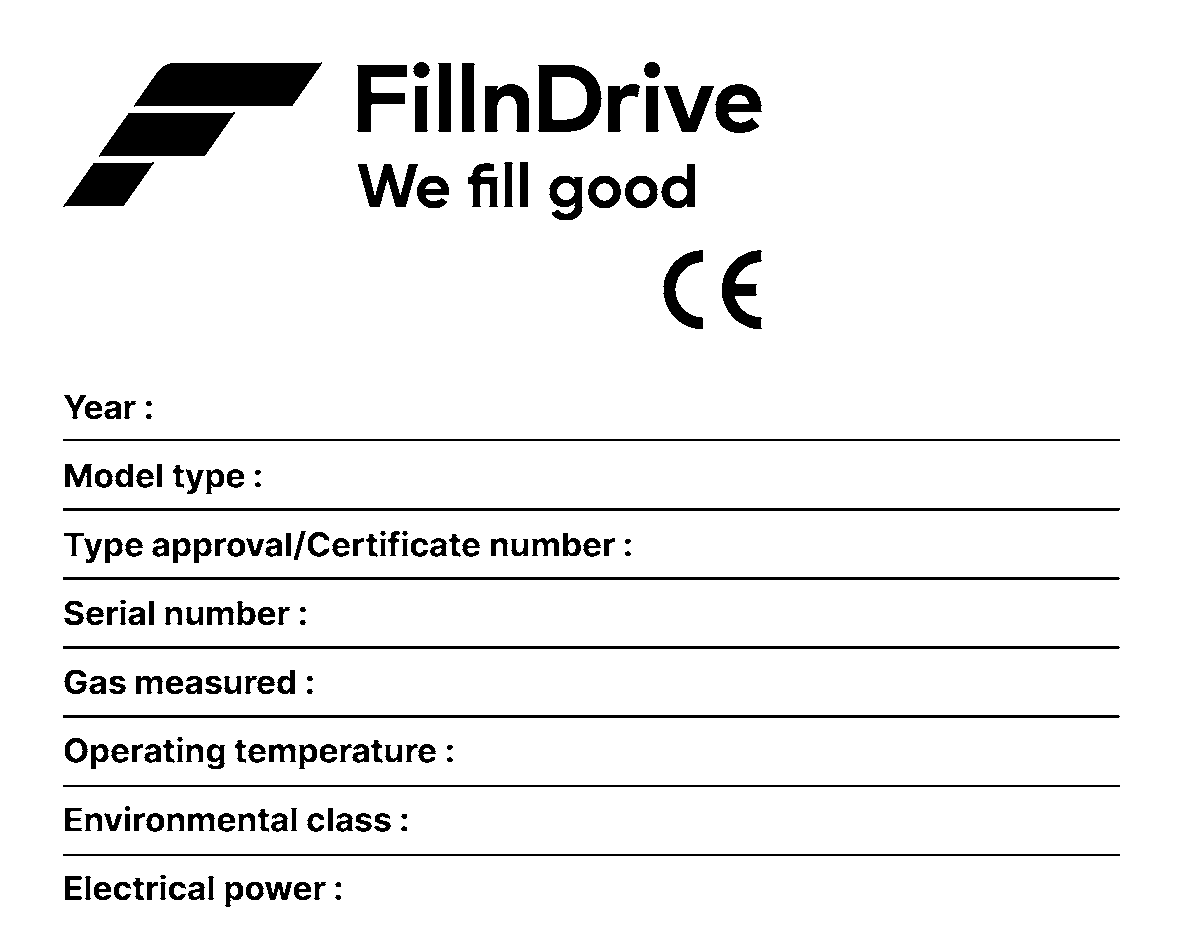 FillnDrive
We fill good
CE
Year :
Model type :
Type approval/Certificate number :
Serial number :
Gas measured :
Operating temperature :
Environmental class :
Electrical power :